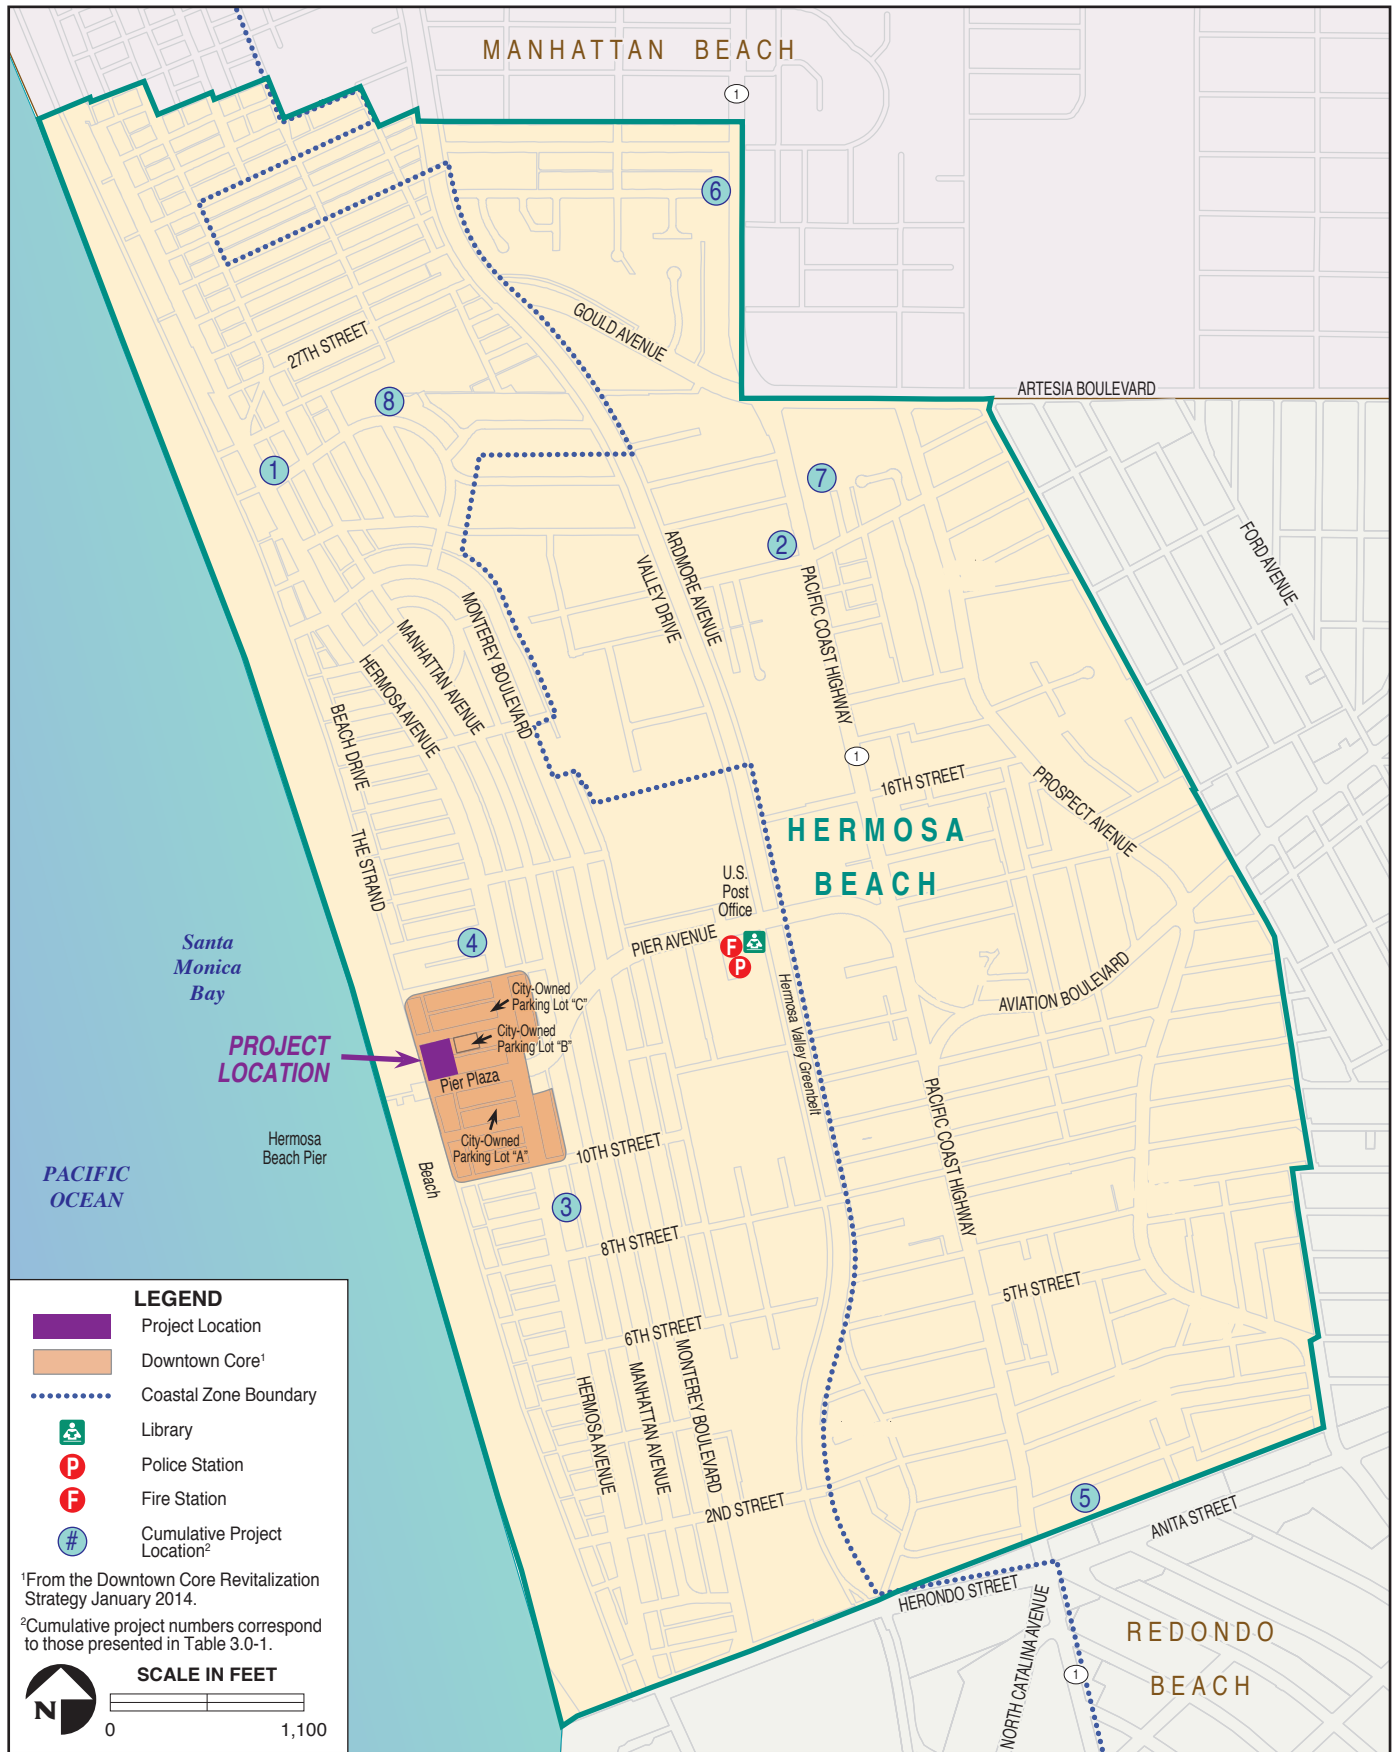 MANHATTAN BEACH
1
6
GOULD AVENUE
27TH STREET
ARTESIA BOULEVARD
8
1
7
2
FORD AVENUE
ARDMORE AVENUE
VALLEY DRIVE
PACIFIC COAST HIGHWAY
MONTEREY BOULEVARD
MANHATTAN AVENUE
HERMOSA AVENUE
BEACH DRIVE
1
16TH STREET
PROSPECT AVENUE
HERMOSA
BEACH
THE STRAND
U.S.
Post
Office
PIER AVENUE
F
P
4
Santa
Monica
Bay
AVIATION BOULEVARD
Hermosa Valley Greenbelt
City-Owned
Parking Lot “C”
City-Owned
Parking Lot “B”
PROJECT
LOCATION
Pier Plaza
City-Owned
Parking Lot “A”
PACIFIC COAST HIGHWAY
Hermosa
Beach Pier
10TH STREET
Beach
PACIFIC
OCEAN
3
8TH STREET
5TH STREET
6TH STREET
HERMOSA AVENUE
MANHATTAN AVENUE
MONTEREY BOULEVARD
2ND STREET
5
ANITA STREET
HERONDO STREET
NORTH CATALINA AVENUE
1
REDONDO
BEACH
LEGEND
Project Location
Downtown Core1
Coastal Zone Boundary
Library
P Police Station
F Fire Station
# Cumulative Project
Location2
1From the Downtown Core Revitalization
Strategy January 2014.
2Cumulative project numbers correspond
to those presented in Table 3.0-1.
N
SCALE IN FEET
0 1,100